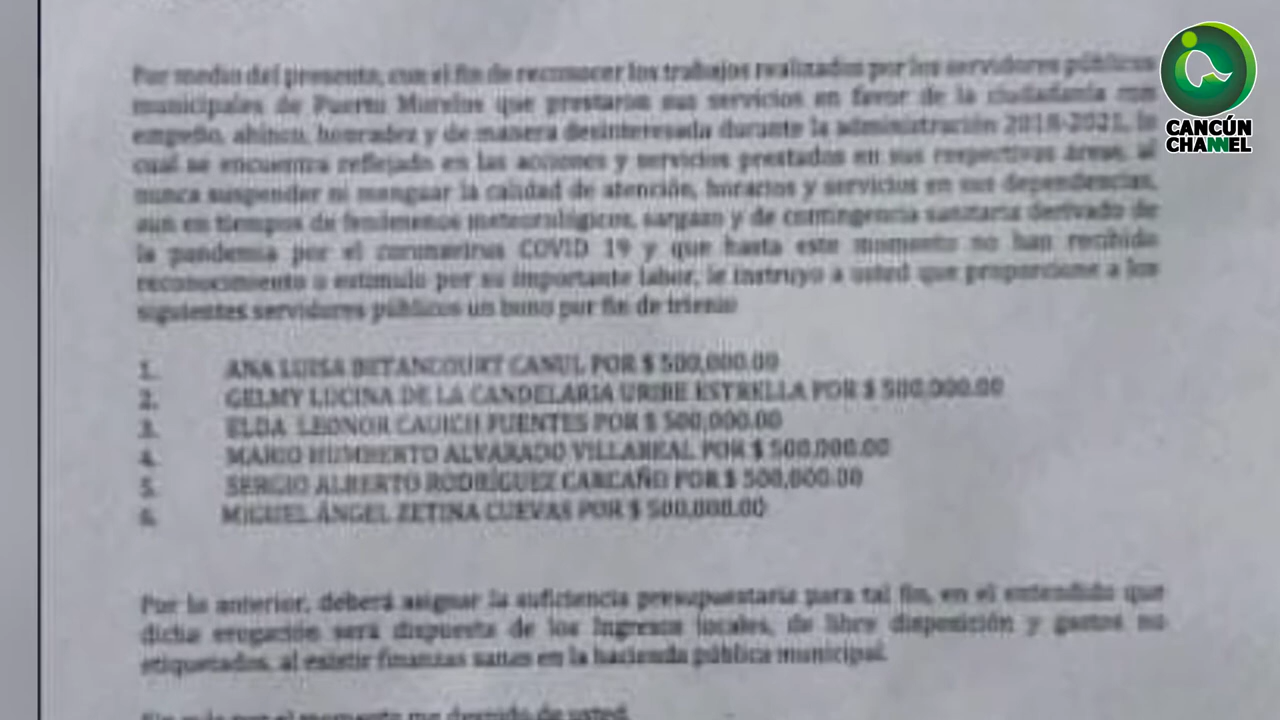 Por medio del presente, con el fin de reconocer los trabajos realizados por los servidores públicos
municipales de Puerto Morelos que prestaron sus servicios en favor de la ciudadanía con
empeño, ahínco, honradez y de manera desinteresada durante la administración 2018-2021, lo
cual se encuentra reflejado en las acciones y servicios prestados en sus respectivas áreas, al
nunca suspender ni menguar la calidad de atención, horarios y servicios en sus dependencias,
aun en tiempos de fenómenos meteorológicos, sargazo y de contingencia sanitaria derivado de
la pandemia por el coronavirus COVID 19 y que hasta este momento no han recibido
reconocimiento o estímulo por su importante labor, le instruyo a usted que proporcione a los
siguientes servidores públicos un bono por fin de trienio
1. ANA LUISA BETANCOURT CANUL POR $ 500,000.00
2. GELMY LUCINA DE LA CANDELARIA URIBE ESTRELLA POR $ 500,000.00
3. ELDA LEONOR CAUICH FUENTES POR $ 500,000.00
4. MARIO HUMBERTO ALVARADO VILLAREAL POR $ 500,000.00
5. SERGIO ALBERTO RODRÍGUEZ CARCAÑO POR $ 500,000.00
6. MIGUEL ÁNGEL ZETINA CUEVAS POR $ 500,000.00
Por lo anterior, deberá asignar la suficiencia presupuestaria para tal fin, en el entendido que
dicha erogación será dispuesta de los ingresos locales, de libre disposición y gastos no
etiquetados, al existir finanzas sanas en la hacienda pública municipal.
Sin más por el momento me despido de usted
CANCÚN
CHANNEL